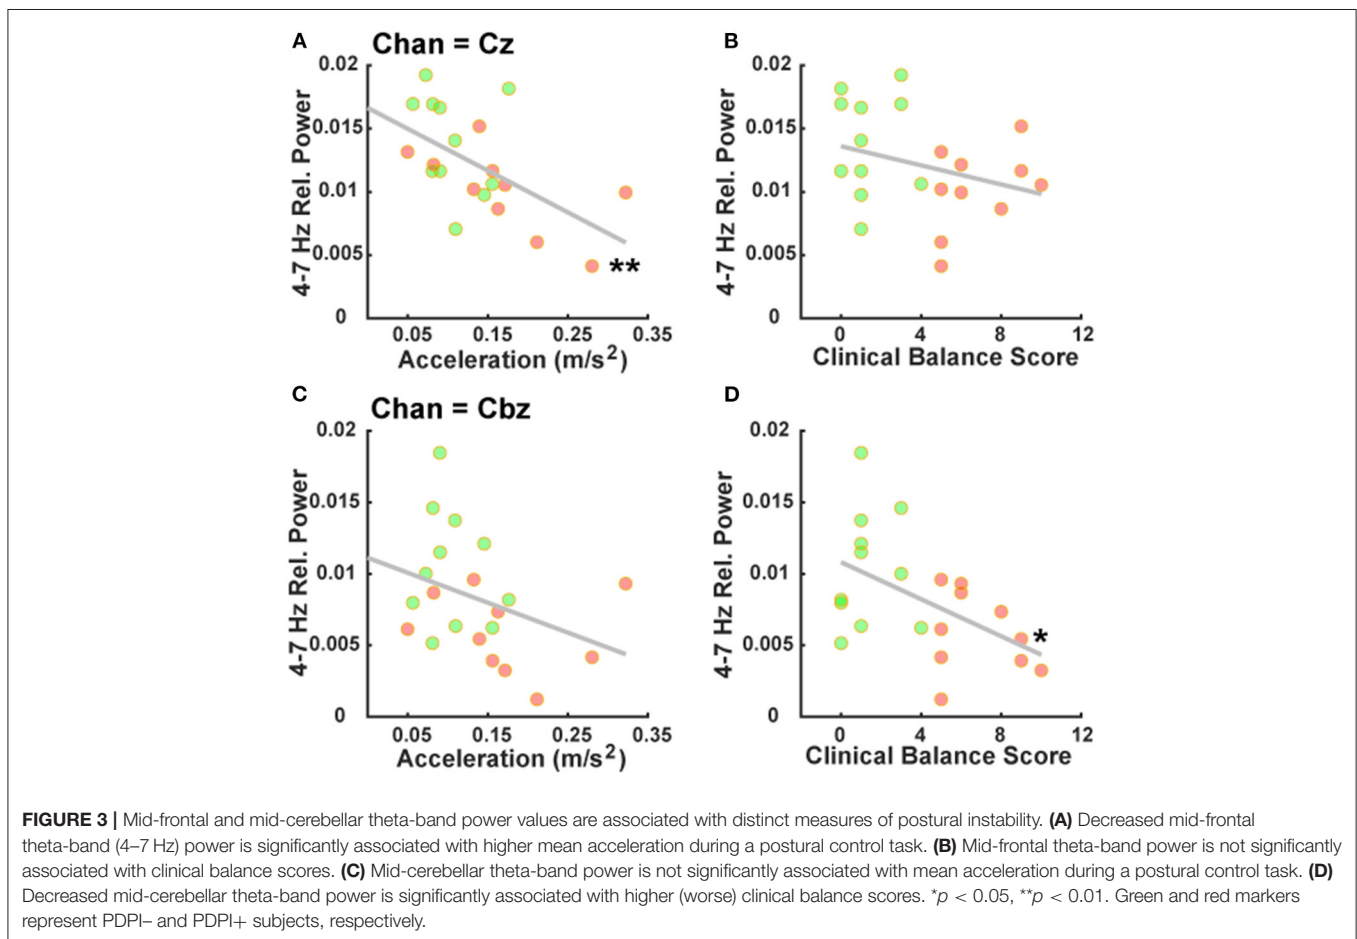 A
Chan = Cz
0.02
0.015
0.01
0.005
0
4-7 Hz Rel. Power
0.05 0.15 0.25 0.35
Acceleration (m/s²)
**
B
0.02
0.015
0.01
0.005
0
4-7 Hz Rel. Power
0 4 8 12
Clinical Balance Score
C
Chan = Cbz
0.02
0.015
0.01
0.005
0
4-7 Hz Rel. Power
0.05 0.15 0.25 0.35
Acceleration (m/s²)
D
0.02
0.015
0.01
0.005
0
4-7 Hz Rel. Power
*
0 4 8 12
Clinical Balance Score
FIGURE 3 | Mid-frontal and mid-cerebellar theta-band power values are associated with distinct measures of postural instability. (A) Decreased mid-frontal
theta-band (4–7 Hz) power is significantly associated with higher mean acceleration during a postural control task. (B) Mid-frontal theta-band power is not significantly
associated with clinical balance scores. (C) Mid-cerebellar theta-band power is not significantly associated with mean acceleration during a postural control task. (D)
Decreased mid-cerebellar theta-band power is significantly associated with higher (worse) clinical balance scores. *p < 0.05, **p < 0.01. Green and red markers
represent PDPI– and PDPI+ subjects, respectively.